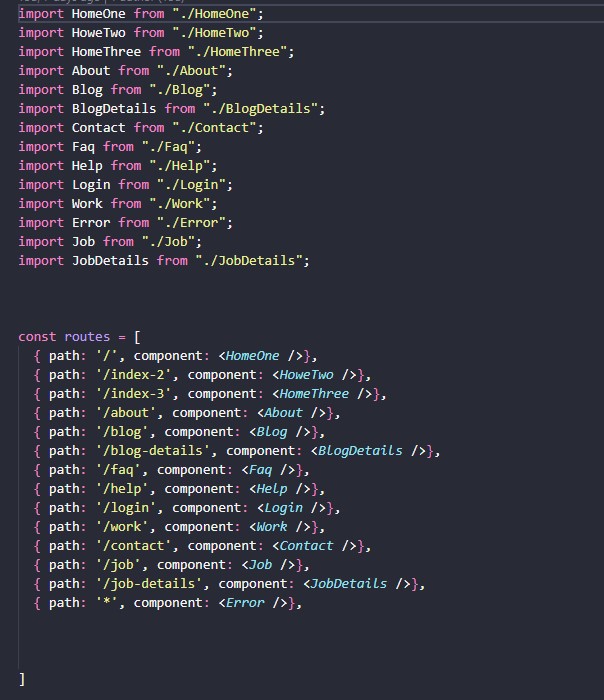 import HomeOne from "./HomeOne";
import HoweTwo from "./HomeTwo";
import HomeThree from "./HomeThree";
import About from "./About";
import Blog from "./Blog";
import BlogDetails from "./BlogDetails";
import Contact from "./Contact";
import Faq from "./Faq";
import Help from "./Help";
import Login from "./Login";
import Work from "./Work";
import Error from "./Error";
import Job from "./Job";
import JobDetails from "./JobDetails";
const routes = [
{ path: '/', component: <HomeOne />},
{ path: '/index-2', component: <HoweTwo />},
{ path: '/index-3', component: <HomeThree />},
{ path: '/about', component: <About />},
{ path: '/blog', component: <Blog />},
{ path: '/blog-details', component: <BlogDetails />},
{ path: '/faq', component: <Faq />},
{ path: '/help', component: <Help />},
{ path: '/login', component: <Login />},
{ path: '/work', component: <Work />},
{ path: '/contact', component: <Contact />},
{ path: '/job', component: <Job />},
{ path: '/job-details', component: <JobDetails />},
{ path: '*', component: <Error />},
]